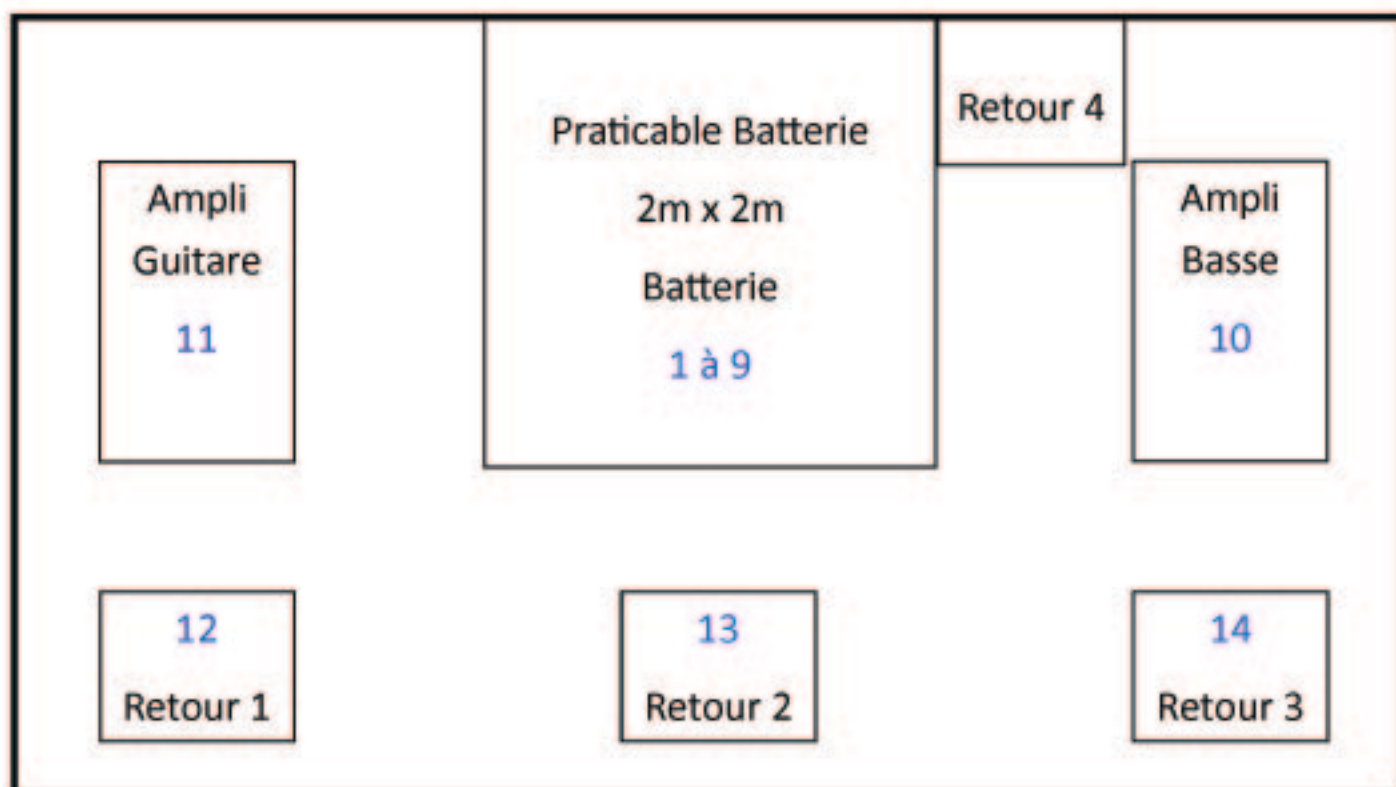 Praticable Batterie
2m x 2m
Batterie
1 à 9
Retour 4
Ampli
Guitare
11
Ampli
Basse
10
12
Retour 1
13
Retour 2
14
Retour 3